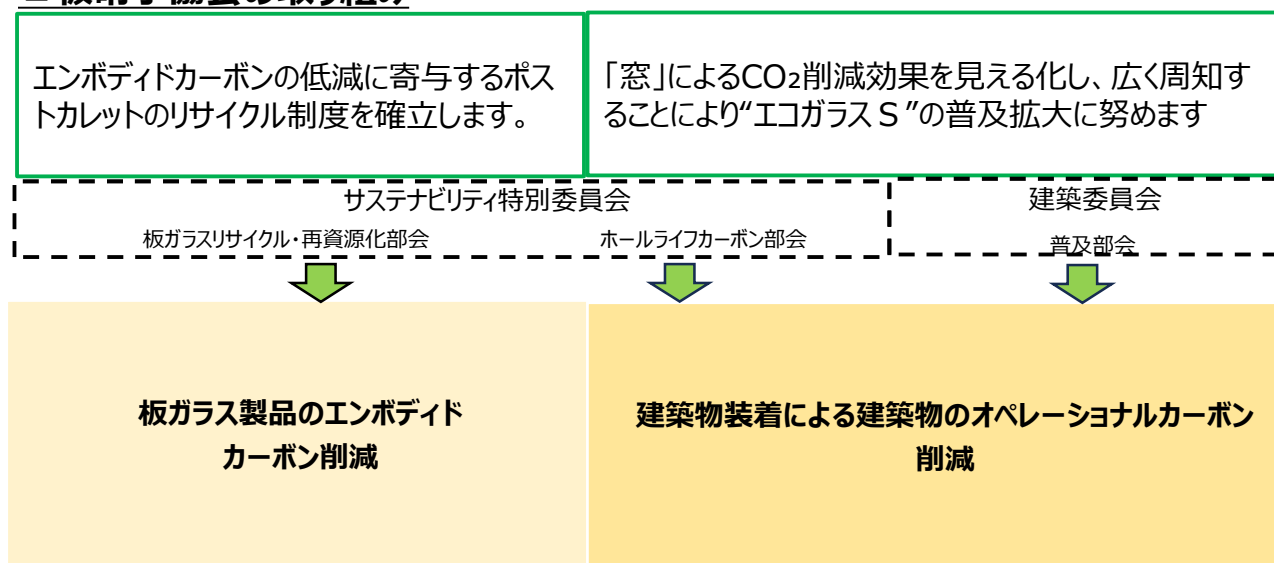 エンボディドカーボンの低減に寄与するポス
トカレットのリサイクル制度を確立します。
「窓」によるCO₂削減効果を見える化し、広く周知す
ることにより“エコガラスS”の普及拡大に努めます
サステナビリティ特別委員会
建築委員会
板ガラスリサイクル・再資源化部会
ホールライフカーボン部会
普及部会
板ガラス製品のエンボディド
カーボン削減
建築物装着による建築物のオペレーショナルカーボン
削減